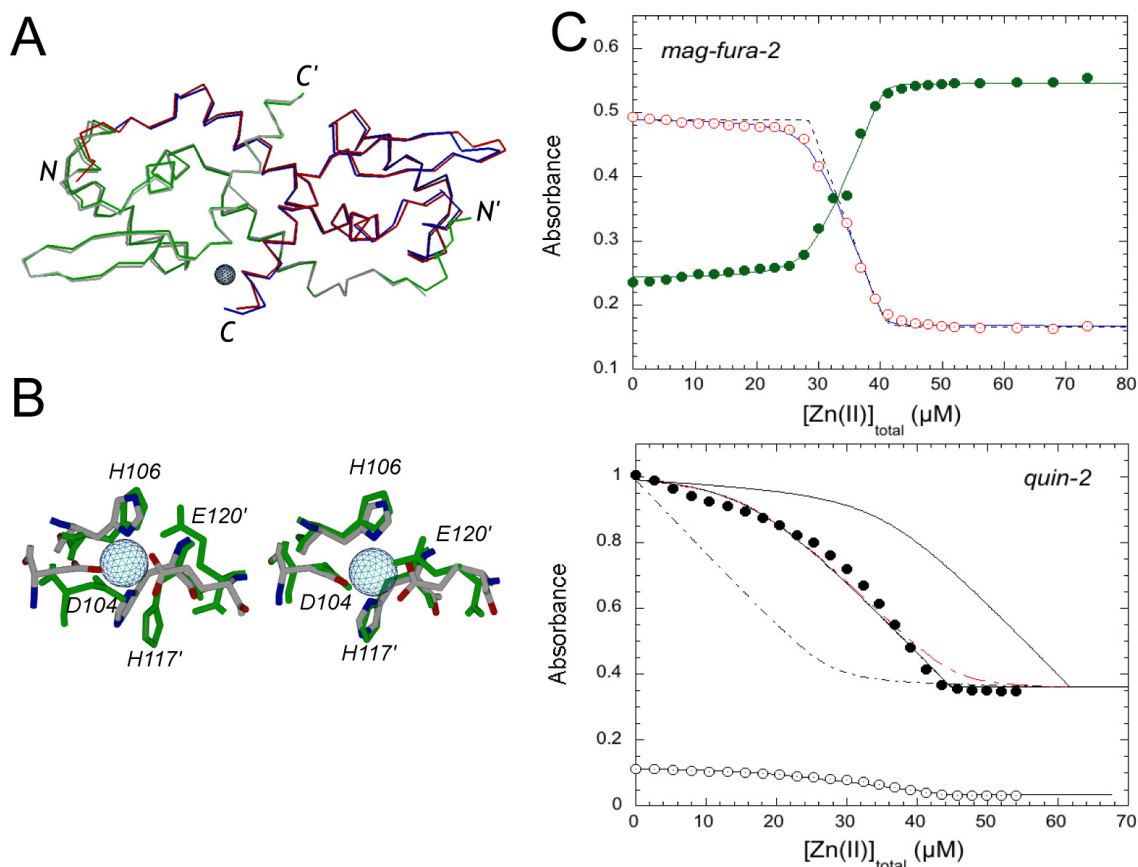 A
C'
N
N'
C
B
H106
E120'
D104
H117'
H106
E120'
D104
H117'
C
mag-fura-2
0.6
0.5
0.4
0.3
0.2
0.1
Absorbance
0 10 20 30 40 50 60 70 80
[Zn(II)]total (µM)
quin-2
1
0.8
0.6
0.4
0.2
0
Absorbance
0 10 20 30 40 50 60 70
[Zn(II)]total (µM)